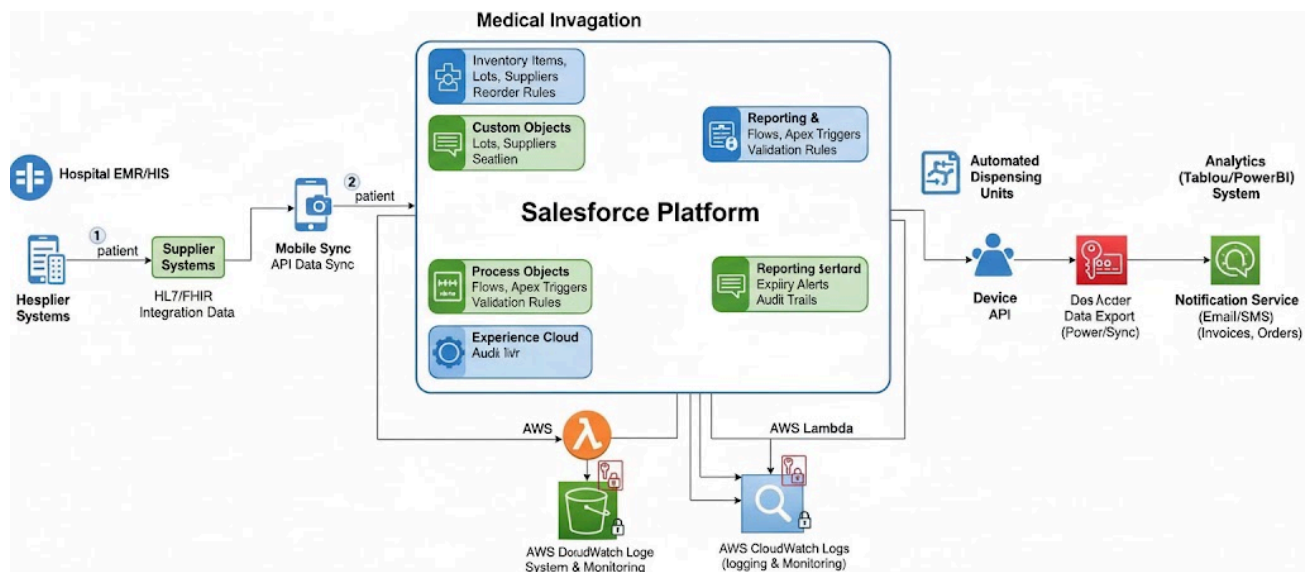 Medical Invagation
Inventory Items,
Lots, Suppliers
Reorder Rules
Custom Objects
Lots, Suppliers
Seatlien
Reporting &
Flows, Apex Triggers
Validation Rules
Salesforce Platform
Process Objects
Flows, Apex Triggers
Validation Rules
Reporting Sertard
Expiiry Alerts
Audit Trails
Experience Cloud
Hospital EMR/HIS
1
patient
Hesplier
Systems
Supplier
Systems
HL7/FHIR
Integration Data
2
patient
Mobile Sync
API Data Sync
Automated
Dispensing
Units
Analytics
(Tablou/PowerBI)
System
Device
API
Data Export
(Power/Sync)
Notification Service
(Email/SMS)
(Invoices, Orders)
AWS
AWS Lambda
AWS DoudWatch Loge
System & Monitoring
AWS CloudWatch Logs
(logging & Monitoring)